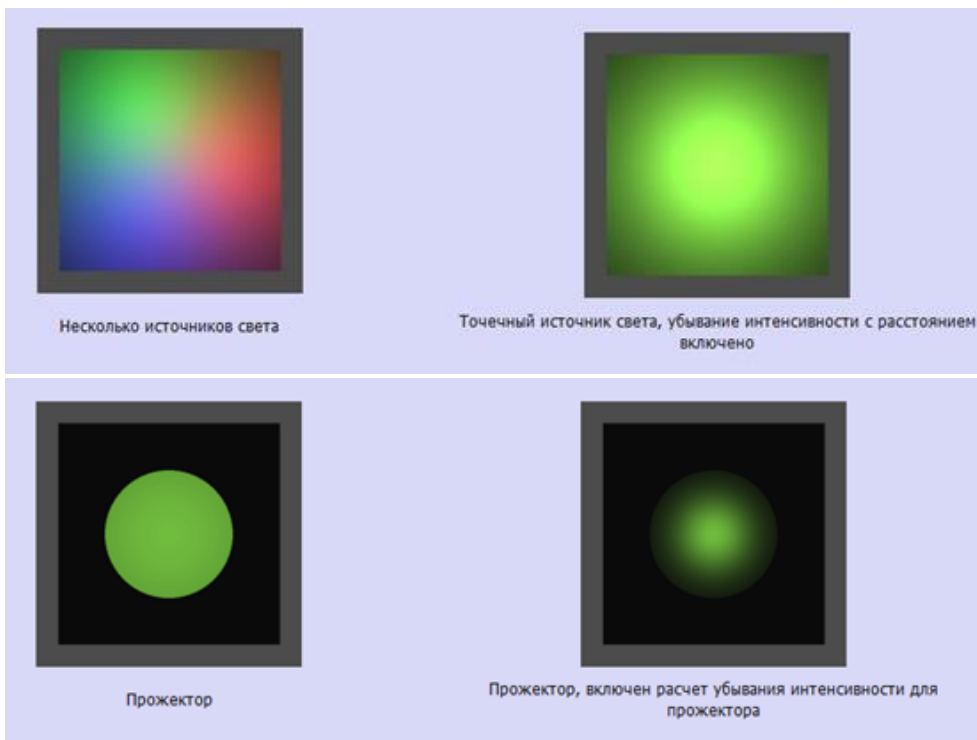 Несколько источников света
Точечный источник света, убывание интенсивности с расстоянием
включено
Прожектор
Прожектор, включен расчет убывания интенсивности для
прожектора